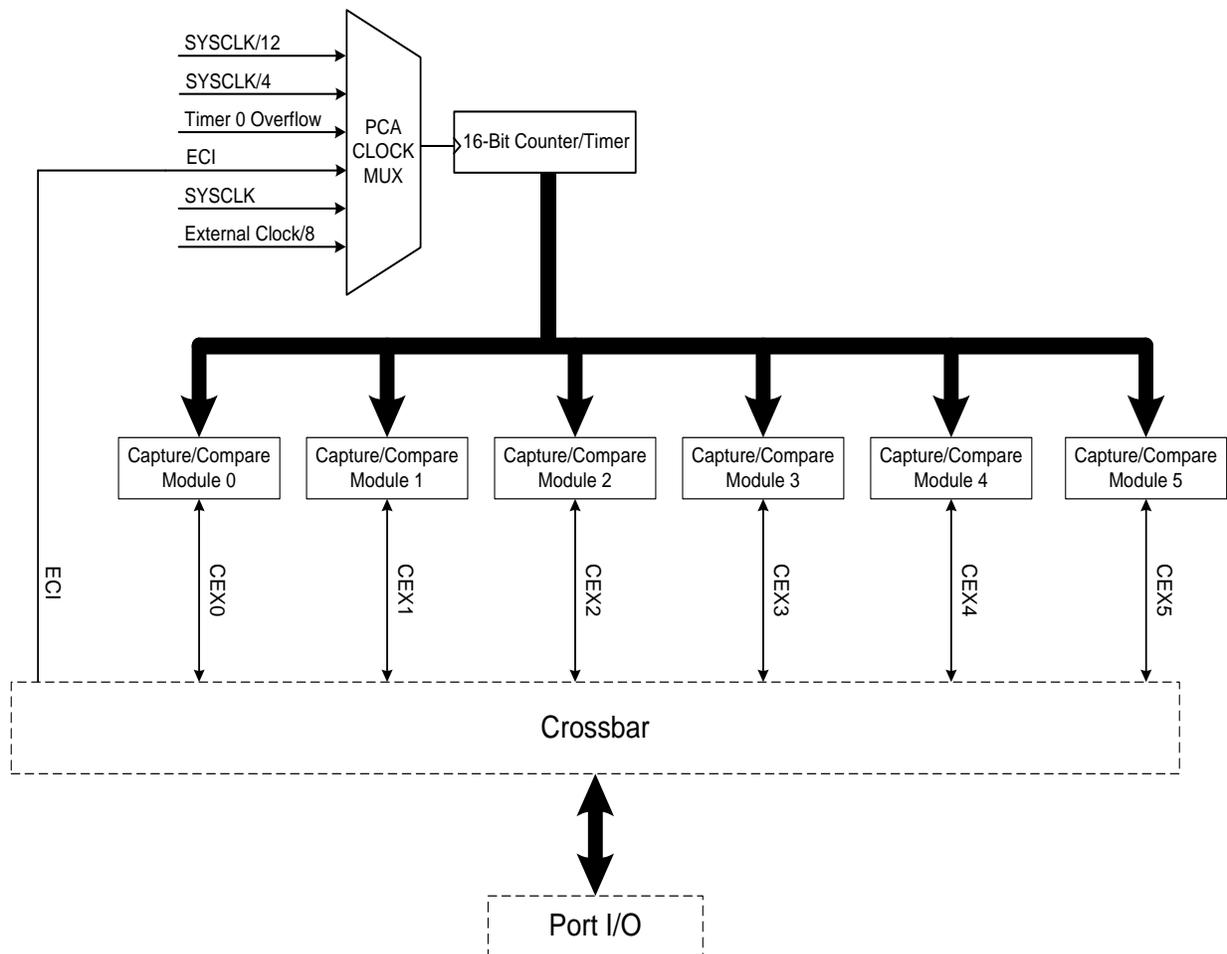 SYSCLK/12
SYSCLK/4
Timer 0 Overflow
ECI
SYSCLK
External Clock/8
PCA
CLOCK
MUX
16-Bit Counter/Timer
Capture/Compare
Module 0
Capture/Compare
Module 1
Capture/Compare
Module 2
Capture/Compare
Module 3
Capture/Compare
Module 4
Capture/Compare
Module 5
ECI
CEX0
CEX1
CEX2
CEX3
CEX4
CEX5
Crossbar
Port I/O